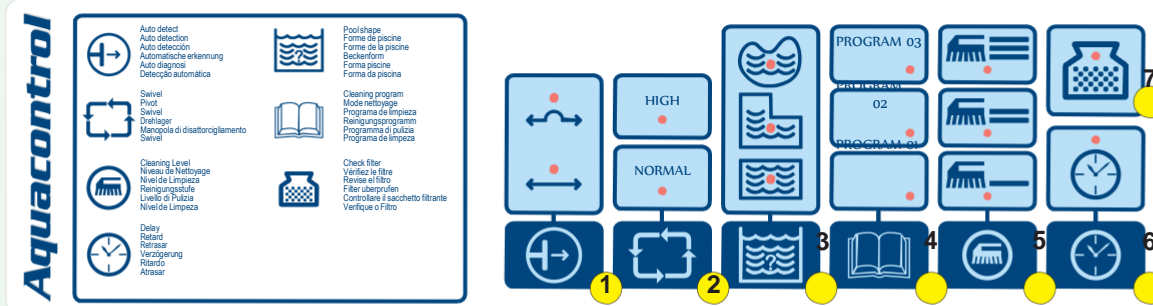 Aquacontrol
Auto detect
Auto detection
Auto detección
Automatische erkennung
Auto diagnosi
Detecção automática
Swivel
Pivot
Swivel
Drehlager
Manopola di disattorcigliamento
Swivel
Cleaning Level
Niveau de Nettoyage
Nivel de Limpieza
Reinigungsstufe
Livello di Pulizia
Nível de Limpeza
Delay
Retard
Retrasar
Verzögerung
Ritardo
Atrasar
Pool shape
Forme de piscine
Forme de la piscine
Beckenform
Forma piscine
Forma da piscina
Cleaning program
Mode nettoyage
Programa de limpieza
Reinigungsprogramm
Programma di pulizia
Programa de limpeza
Check filter
Vérifiez le filtre
Revise el filtro
Filter uberprufen
Controllare il sacchetto filtrante
Verifique o Filtro
HIGH
NORMAL
PROGRAM 03
PROGRAM
02
PROGRAM 01
?
?
7
1
2
3
4
5
6